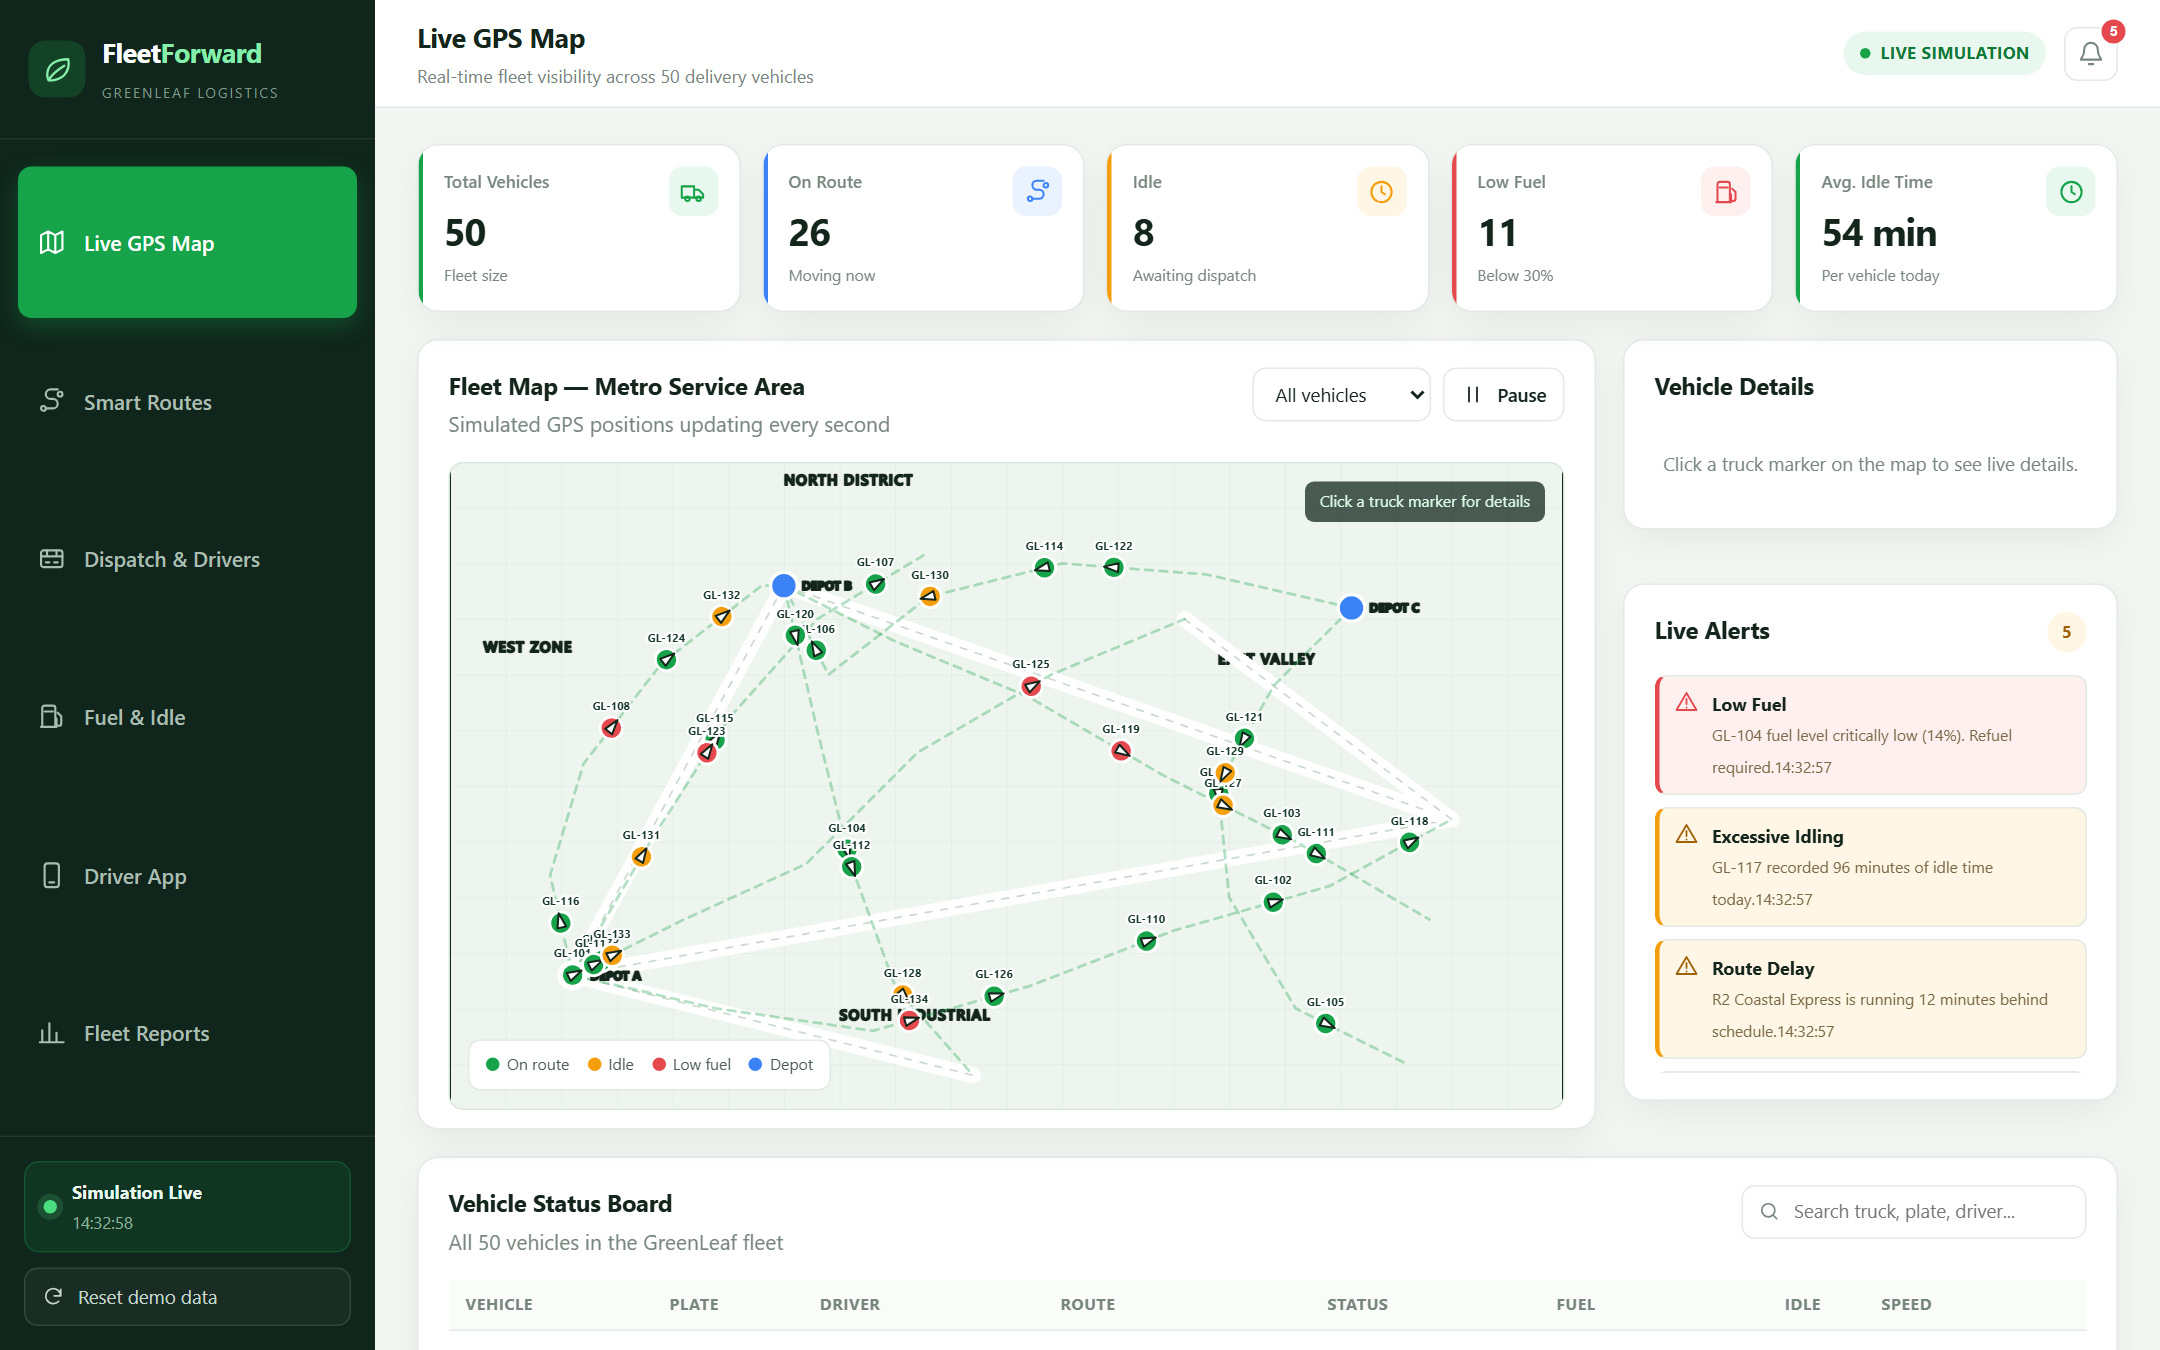 FleetForward
GREENLEAF LOGISTICS
Live GPS Map
Smart Routes
Dispatch & Drivers
Fuel & Idle
Driver App
Fleet Reports
Simulation Live
14:32:58
Reset demo data
Live GPS Map
Real-time fleet visibility across 50 delivery vehicles
LIVE SIMULATION
5
Total Vehicles
50
Fleet size
On Route
26
Moving now
Idle
8
Awaiting dispatch
Low Fuel
11
Below 30%
Avg. Idle Time
54 min
Per vehicle today
Fleet Map — Metro Service Area
Simulated GPS positions updating every second
All vehicles
Pause
NORTH DISTRICT
Click a truck marker for details
GL-114
GL-122
GL-107
GL-130
DEPOT B
GL-132
DEPOT C
GL-120
GL-124
WEST ZONE
VALLEY
GL-125
GL-108
GL-115
GL-123
GL-121
GL-119
GL-129
GL-103
GL-118
GL-104
GL-111
GL-131
GL-112
GL-102
GL-116
GL-110
GL-133
GL-101
GL-128
GL-126
GL-134
GL-105
SOUTH
On route
Idle
Low fuel
Depot
Vehicle Details
Click a truck marker on the map to see live details.
Live Alerts
5
Low Fuel
GL-104 fuel level critically low (14%). Refuel
required.14:32:57
Excessive Idling
GL-117 recorded 96 minutes of idle time
today.14:32:57
Route Delay
R2 Coastal Express is running 12 minutes behind
schedule.14:32:57
Vehicle Status Board
All 50 vehicles in the GreenLeaf fleet
Search truck, plate, driver...
VEHICLE
PLATE
DRIVER
ROUTE
STATUS
FUEL
IDLE
SPEED